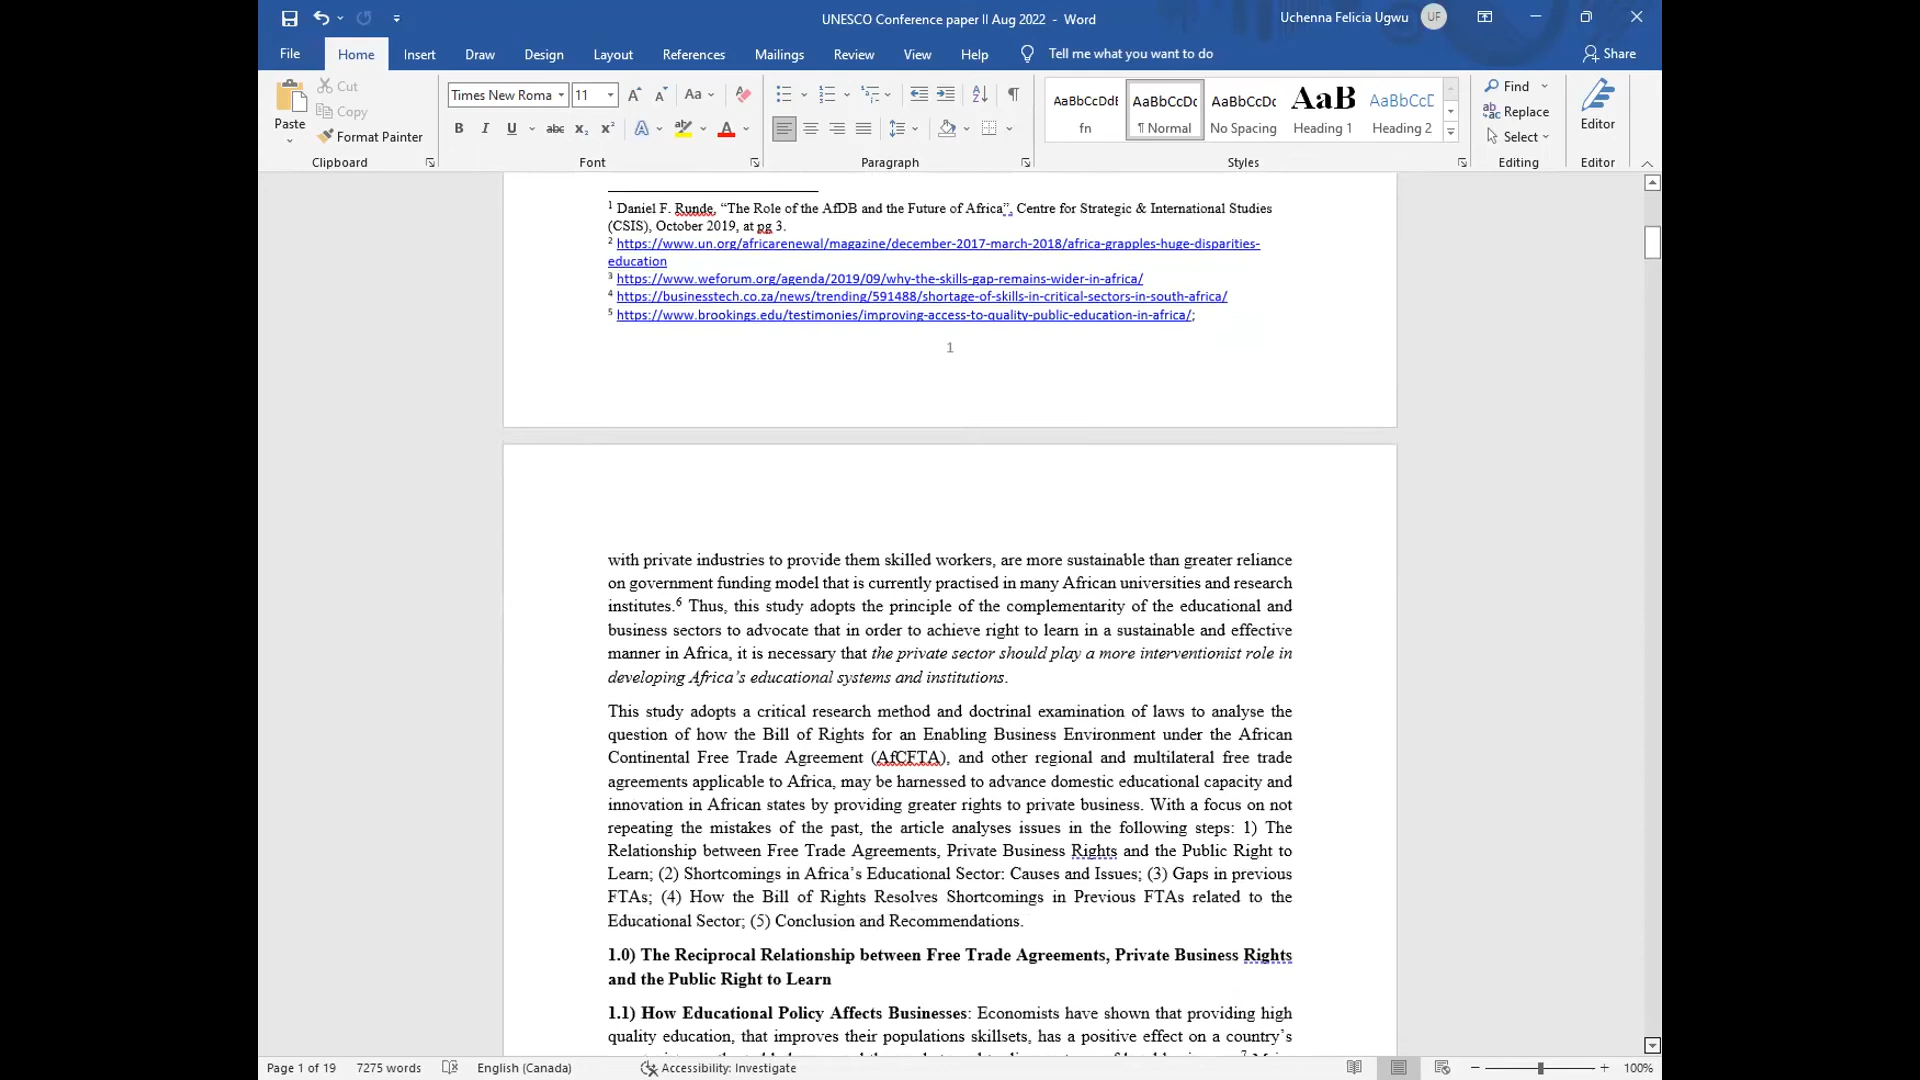 UNESCO Conference paper II Aug 2022 - Word
Uchenna Felicia Ugwu
UF
File Home Insert Draw Design Layout References Mailings Review View Help Tell me what you want to do Share
Paste
Cut
Copy
Format Painter
Clipboard
Times New Roma 11
Font
Paragraph
AaBbCcDdE fn
AaBbCcDc ¶ Normal
AaBbCcDc No Spacing
AaB Heading 1
AaBbCcD Heading 2
Styles
Find
Replace
Select
Editing
Editor
Editor
1 Daniel F. Runde, “The Role of the AfDB and the Future of Africa”, Centre for Strategic & International Studies
(CSIS), October 2019, at pg 3.
2 https://www.un.org/africarenewal/magazine/december-2017-march-2018/africa-grapples-huge-disparities-
education
3 https://www.weforum.org/agenda/2019/09/why-the-skills-gap-remains-wider-in-africa/
4 https://businesstech.co.za/news/trending/591488/shortage-of-skills-in-critical-sectors-in-south-africa/
5 https://www.brookings.edu/testimonies/improving-access-to-quality-public-education-in-africa/;
1
with private industries to provide them skilled workers, are more sustainable than greater reliance
on government funding model that is currently practised in many African universities and research
institutes.6 Thus, this study adopts the principle of the complementarity of the educational and
business sectors to advocate that in order to achieve right to learn in a sustainable and effective
manner in Africa, it is necessary that the private sector should play a more interventionist role in
developing Africa’s educational systems and institutions.
This study adopts a critical research method and doctrinal examination of laws to analyse the
question of how the Bill of Rights for an Enabling Business Environment under the African
Continental Free Trade Agreement (AfCFTA), and other regional and multilateral free trade
agreements applicable to Africa, may be harnessed to advance domestic educational capacity and
innovation in African states by providing greater rights to private business. With a focus on not
repeating the mistakes of the past, the article analyses issues in the following steps: 1) The
Relationship between Free Trade Agreements, Private Business Rights and the Public Right to
Learn; (2) Shortcomings in Africa’s Educational Sector: Causes and Issues; (3) Gaps in previous
FTAs; (4) How the Bill of Rights Resolves Shortcomings in Previous FTAs related to the
Educational Sector; (5) Conclusion and Recommendations.
1.0) The Reciprocal Relationship between Free Trade Agreements, Private Business Rights
and the Public Right to Learn
1.1) How Educational Policy Affects Businesses: Economists have shown that providing high
quality education, that improves their populations skillsets, has a positive effect on a country’s
Page 1 of 19 7275 words English (Canada) Accessibility: Investigate 100%